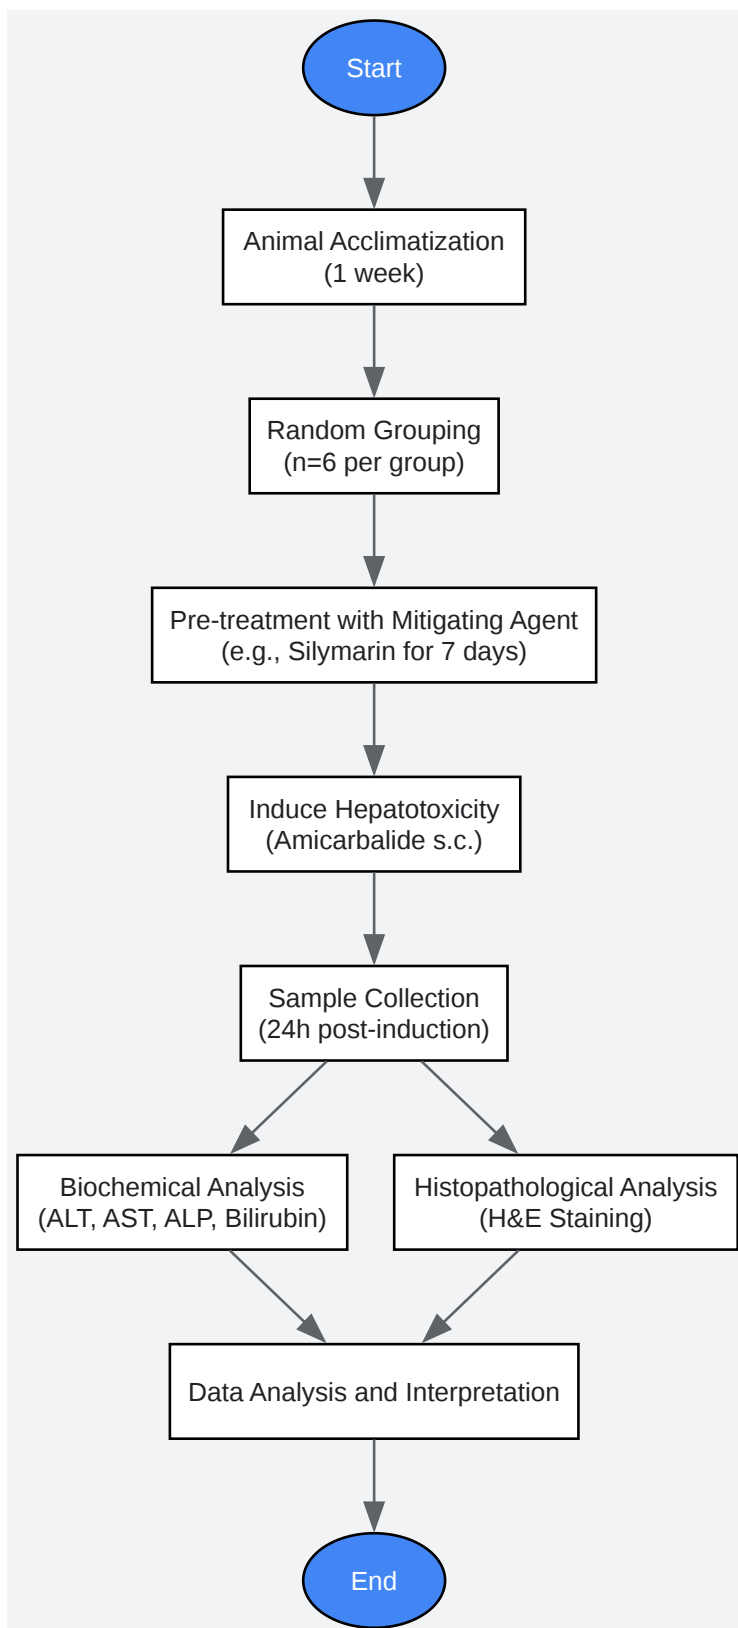 Start
Animal Acclimatization
(1 week)
Random Grouping
(n=6 per group)
Pre-treatment with Mitigating Agent
(e.g., Silymarin for 7 days)
Induce Hepatotoxicity
(Amicarbalide s.c.)
Sample Collection
(24h post-induction)
Biochemical Analysis
(ALT, AST, ALP, Bilirubin)
Histopathological Analysis
(H&E Staining)
Data Analysis and Interpretation
End